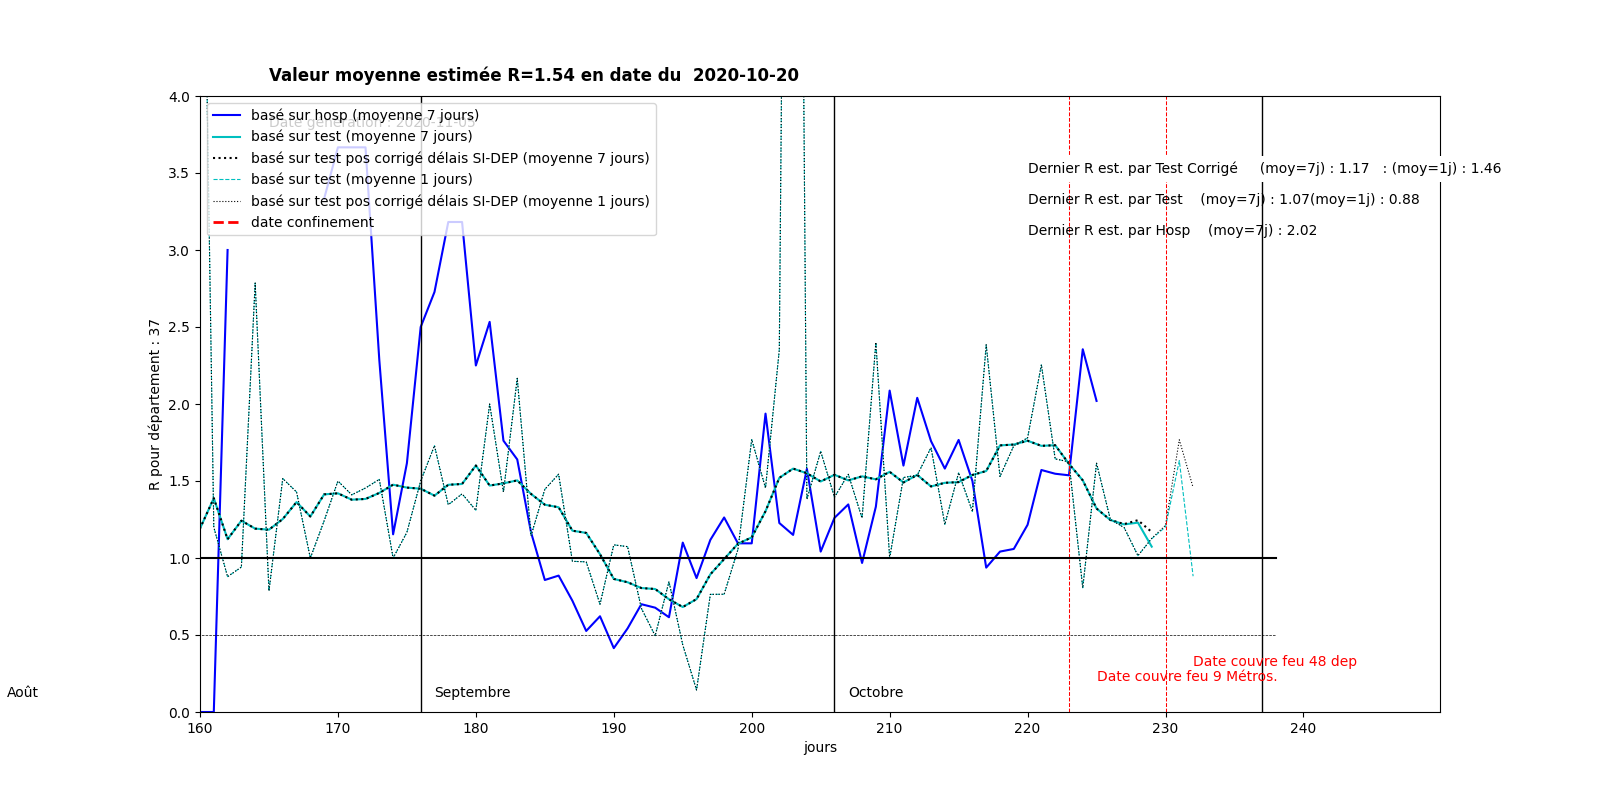 Valeur moyenne estimée R=1.54 en date du 2020-10-20
Date génération : 2020-11-05
basé sur hosp (moyenne 7 jours)
basé sur test (moyenne 7 jours)
basé sur test pos corrigé délais SI-DEP (moyenne 7 jours)
basé sur test (moyenne 1 jours)
basé sur test pos corrigé délais SI-DEP (moyenne 1 jours)
date confinement
Dernier R est. par Test Corrigé (moy=7j) : 1.17 : (moy=1j) : 1.46
Dernier R est. par Test (moy=7j) : 1.07(moy=1j) : 0.88
Dernier R est. par Hosp (moy=7j) : 2.02
4.0
3.5
3.0
2.5
2.0
1.5
1.0
0.5
0.0
R pour département : 37
Date couvre feu 48 dep
Date couvre feu 9 Métros.
Août
Septembre
Octobre
160 170 180 190 200 210 220 230 240
jours